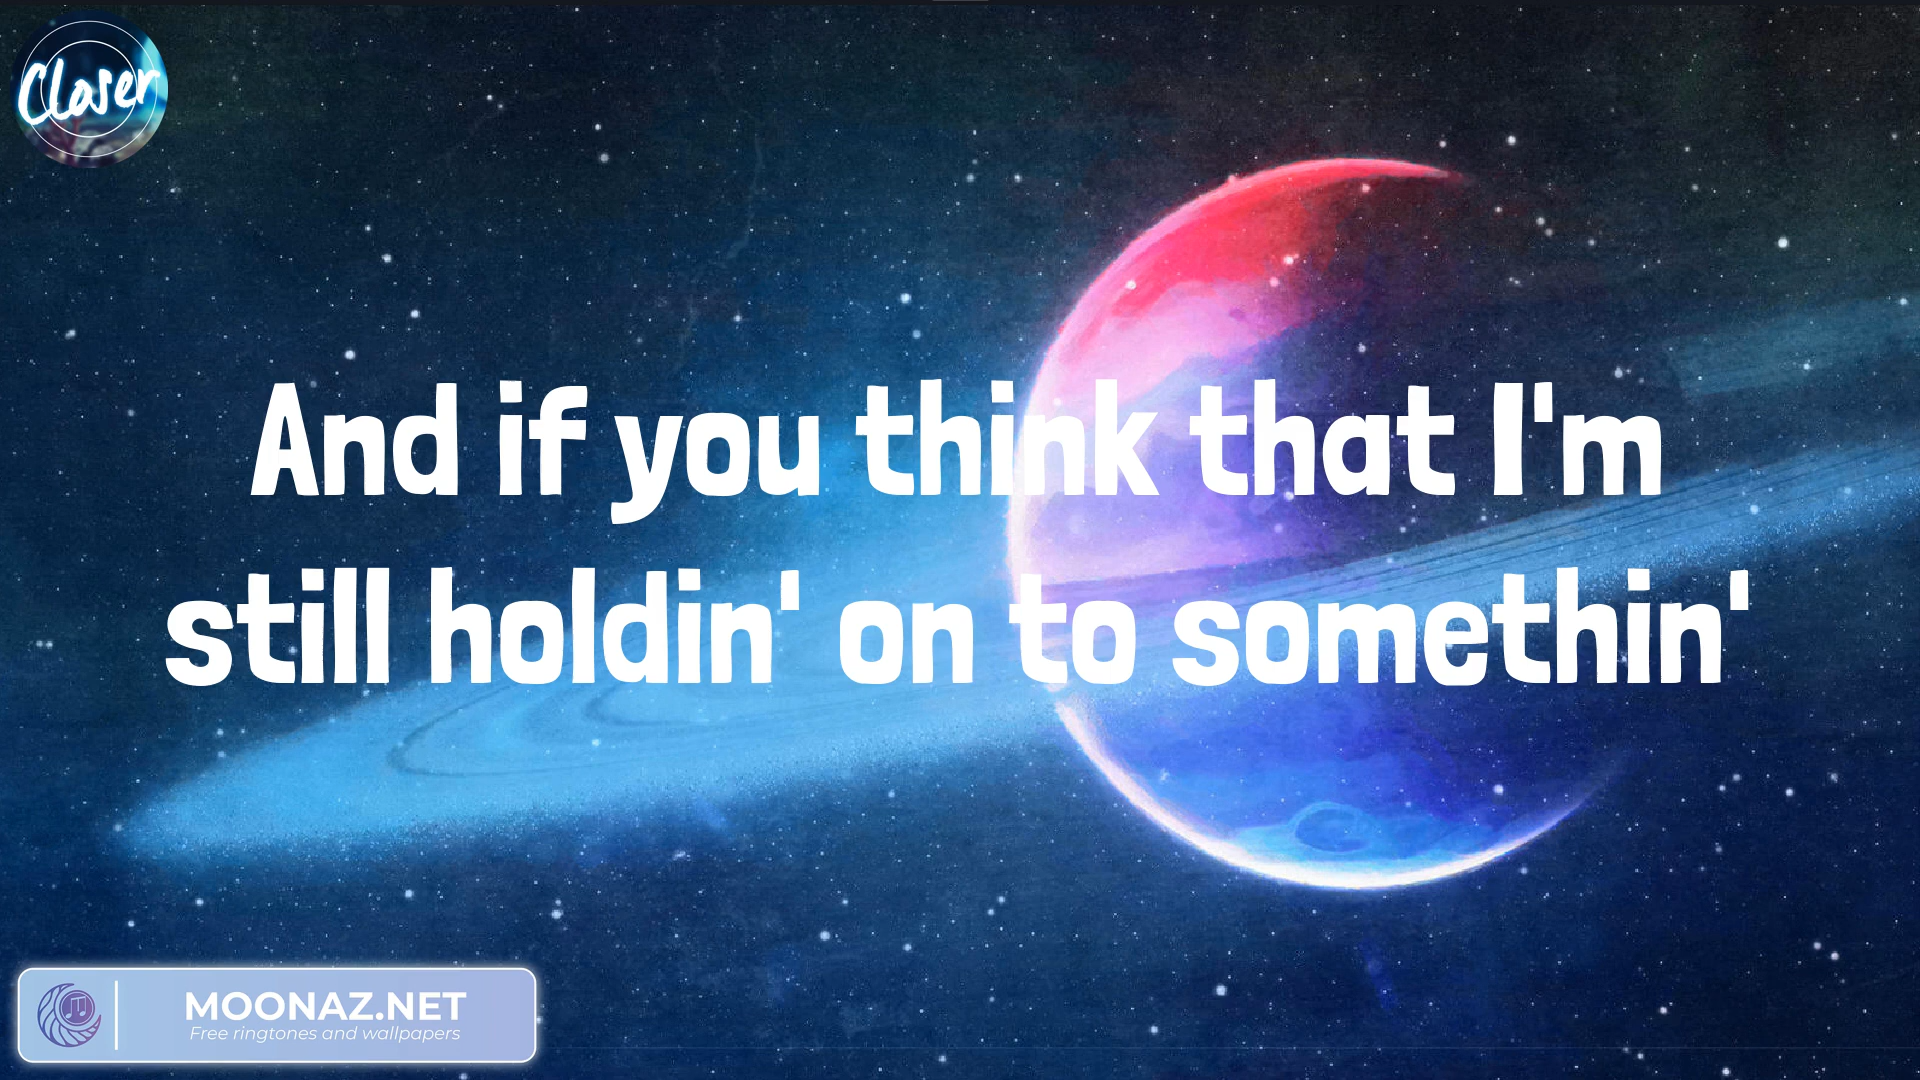 Closer
And if you think that I'm
still holdin' on to somethin'
MOONAZ.NET
Free ringtones and wallpapers